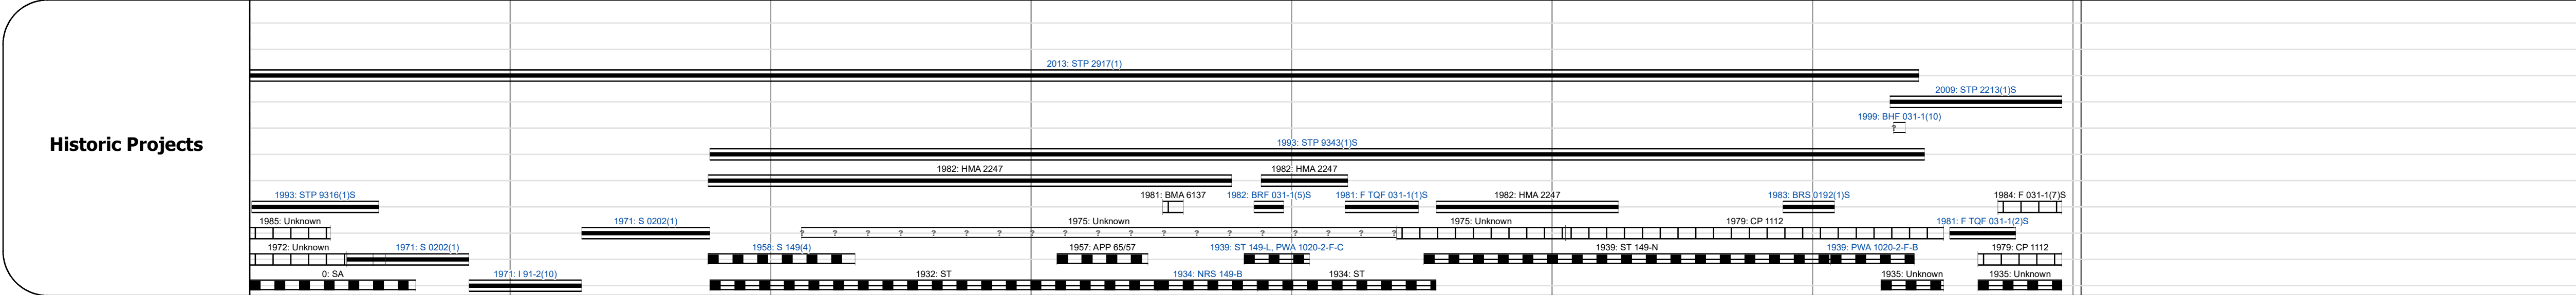 2013: STP 2917(1)
2009: STP 2213(1)S
1999: BHF 031-1(10)
?
Historic Projects
1993: STP 9343(1)S
1982: HMA 2247
1982: HMA 2247
1993: STP 9316(1)S
1981: BMA 6137
1982: BRF 031-1(5)S
1981: F TQF 031-1(1)S
1982: HMA 2247
1983: BRS 0192(1)S
1984: F 031-1(7)S
1985: Unknown
1971: S 0202(1)
1975: Unknown
1975: Unknown
1979: CP 1112
1981: F TQF 031-1(2)S
? ? ? ? ? ? ? ? ? ? ? ? ? ? ? ? ? ? ?
1972: Unknown
1971: S 0202(1)
1958: S 149(4)
1957: APP 65/57
1939: ST 149-L, PWA 1020-2-F-C
1939: ST 149-N
1939: PWA 1020-2-F-B
1979: CP 1112
0: SA
1971: I 91-2(10)
1932: ST
1934: NRS 149-B
1934: ST
1935: Unknown
1935: Unknown